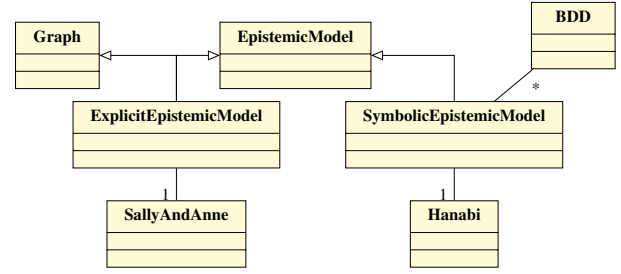 BDD
Graph
EpistemicModel
*
ExplicitEpistemicModel
SymbolicEpistemicModel
1
1
SallyAndAnne
Hanabi